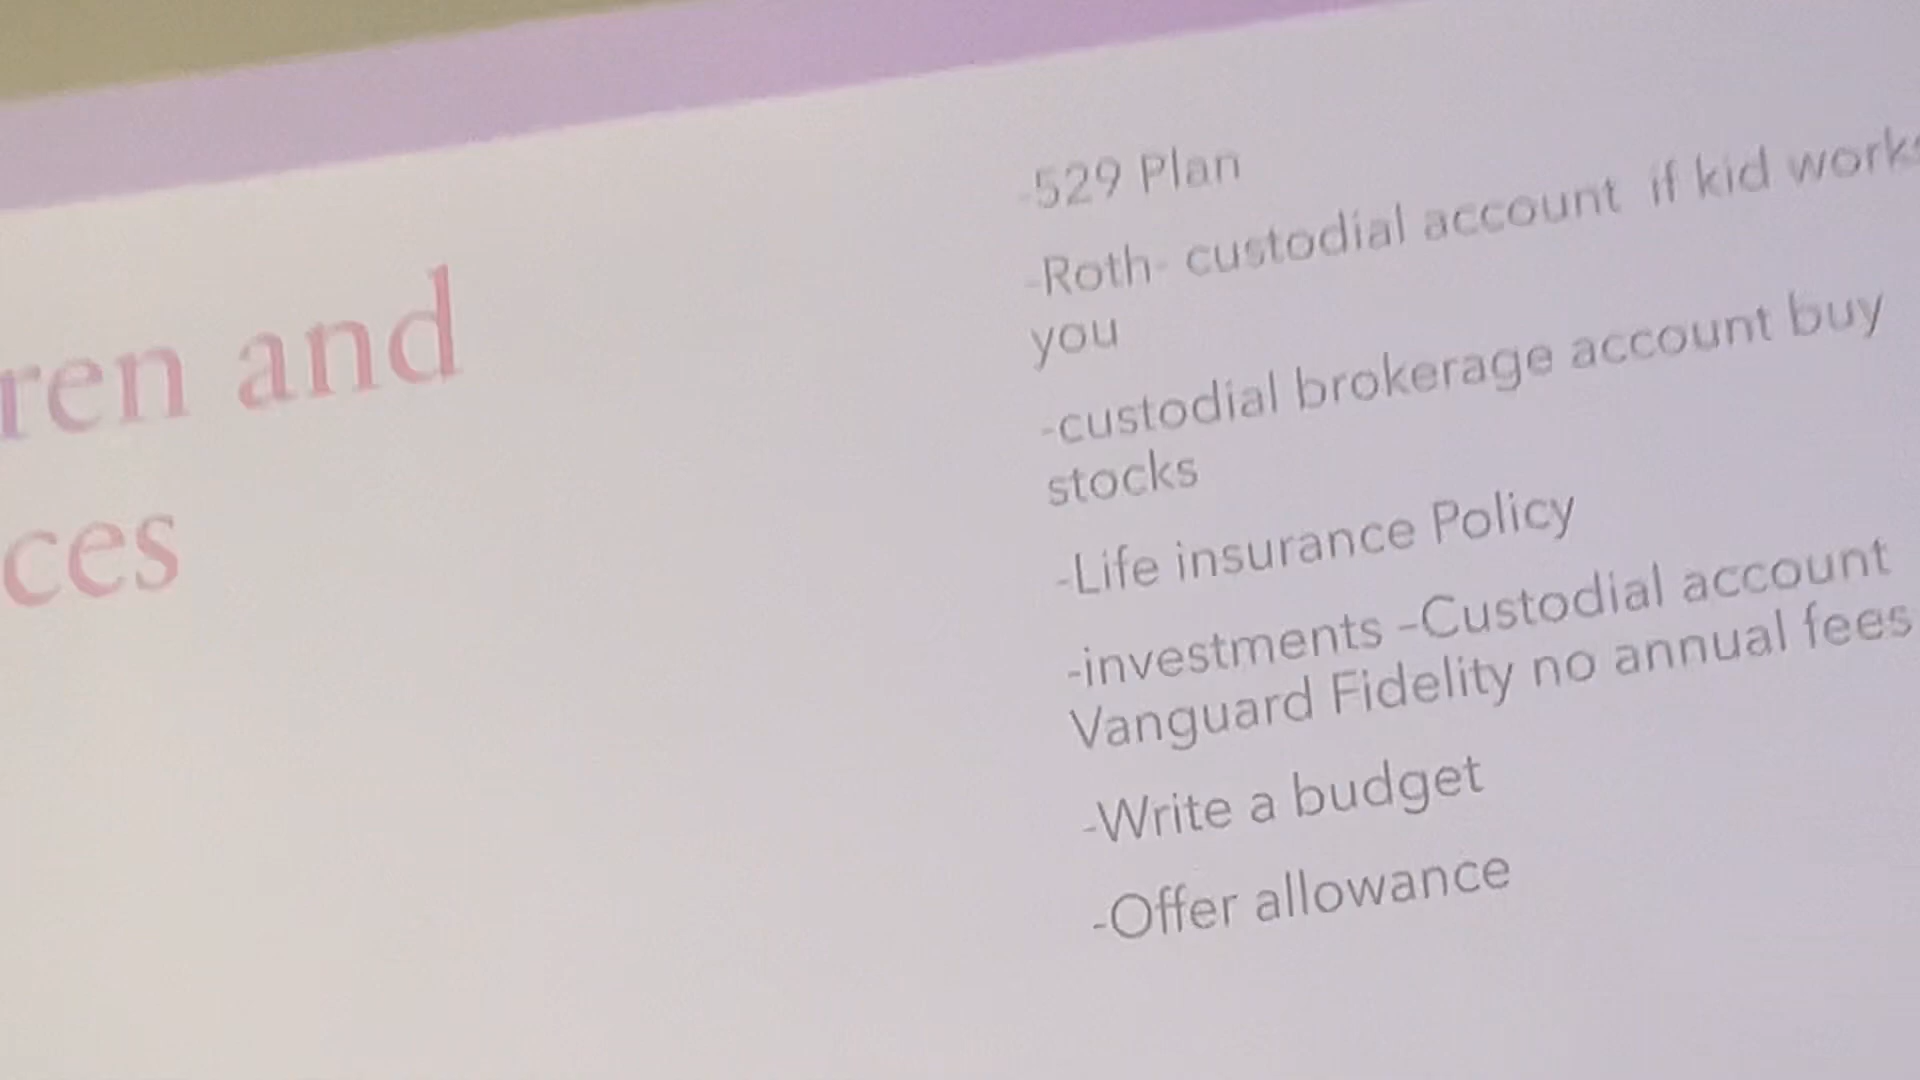 ren and
ces
-529 Plan
-Roth- custodial account if kid works
you
-custodial brokerage account buy
stocks
-Life insurance Policy
-investments -Custodial account
Vanguard Fidelity no annual fees
-Write a budget
-Offer allowance